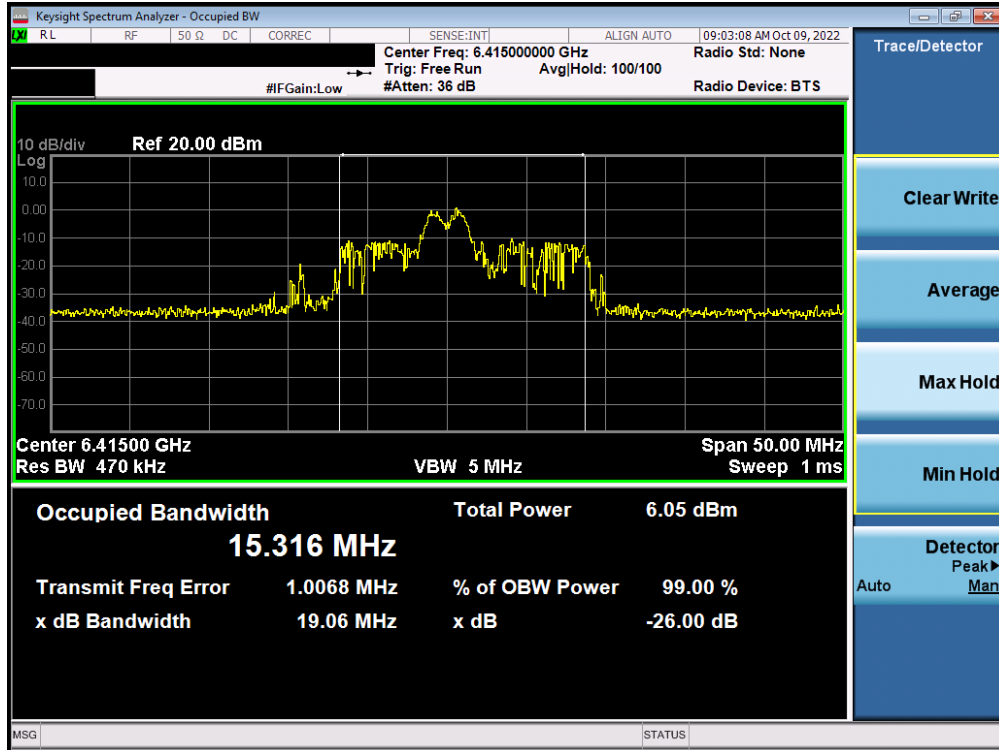 Keysight Spectrum Analyzer - Occupied BW
LXI RL RF 50 Ω DC CORREC SENSE:INT ALIGN AUTO 09:03:08 AM Oct 09, 2022
Center Freq: 6.415000000 GHz Radio Std: None
Trig: Free Run Avg|Hold: 100/100
#IFGain:Low #Atten: 36 dB Radio Device: BTS
Trace/Detector
10 dB/div Ref 20.00 dBm
Log
10.0
0.00
-10.0
-20.0
-30.0
-40.0
-50.0
-60.0
-70.0
Center 6.41500 GHz Span 50.00 MHz
Res BW 470 kHz VBW 5 MHz Sweep 1 ms
Occupied Bandwidth Total Power 6.05 dBm
15.316 MHz
Transmit Freq Error 1.0068 MHz % of OBW Power 99.00 %
x dB Bandwidth 19.06 MHz x dB -26.00 dB
Clear Write
Average
Max Hold
Min Hold
Detector
Peak▶
Auto Man
MSG STATUS